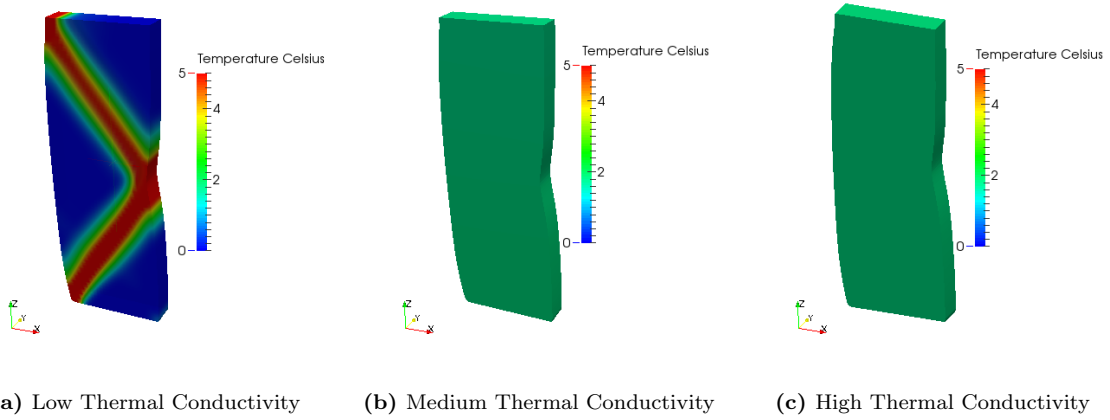 Temperature Celsius
5
4
2
0
Z
Y
X
Temperature Celsius
5
4
2
0
Z
Y
X
Temperature Celsius
5
4
2
0
Z
Y
X
a) Low Thermal Conductivity
(b) Medium Thermal Conductivity
(c) High Thermal Conductivity